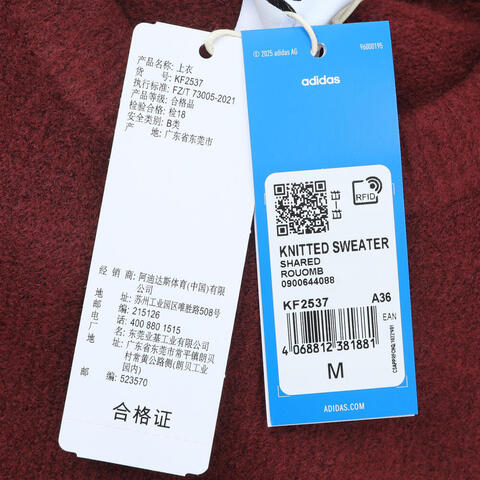 产品名称: 上衣
货 号: KF2537
执行标准: FZ/T 73005-2021
产品等级: 合格品
检验合格: 检18
安全类别: B类
产 地: 广东省东莞市
经 销 商: 阿迪达斯体育(中国)有限
公司
地 址: 苏州工业园区唯胜路508号
邮 编: 215126
电 话: 400 880 1515
厂 名: 东莞业基工业有限公司
地 址: 广东省东莞市常平镇朗贝
村常黄公路侧(朗贝工业
园内)
邮 编: 523570
合格证
© 2025 adidas AG
96000195
adidas
RFID
KNITTED SWEATER
SHARED
ROUOMB
0900644088
KF2537 A36
EAN
4 068812 381881
M
ADIDAS.COM